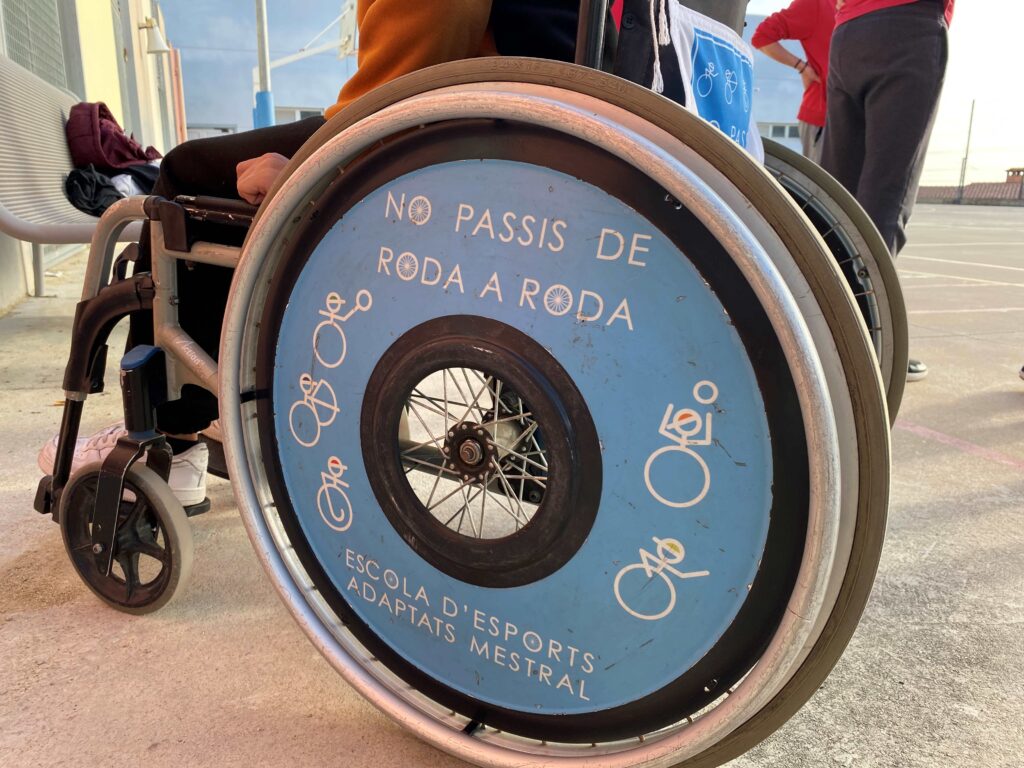 NO PASSIS DE
RODA A RODA
ESCOLA D'ESPORTS
ADAPTATS MESTRAL